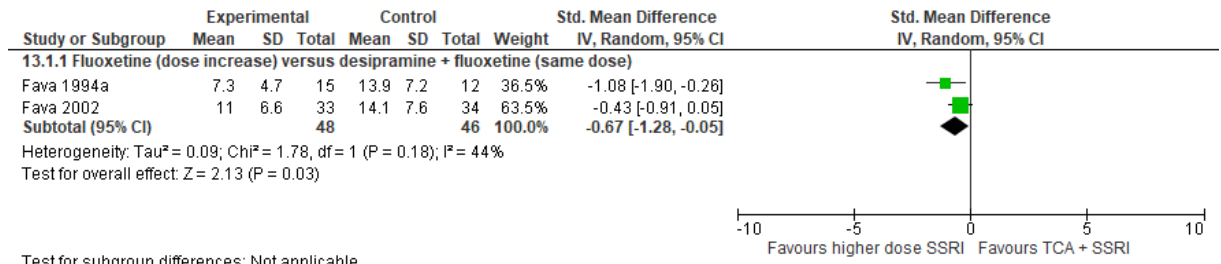 Experimental Control Std. Mean Difference Std. Mean Difference
Study or Subgroup Mean SD Total Mean SD Total Weight IV, Random, 95% CI IV, Random, 95% CI
13.1.1 Fluoxetine (dose increase) versus desipramine + fluoxetine (same dose)
Fava 1994a 7.3 4.7 15 13.9 7.2 12 36.5% -1.08 [-1.90, -0.26]
Fava 2002 11 6.6 33 14.1 7.6 34 63.5% -0.43 [-0.91, 0.05]
Subtotal (95% CI) 48 46 100.0% -0.67 [-1.28, -0.05]
Heterogeneity: Tau² = 0.09; Chi² = 1.78, df = 1 (P = 0.18); I² = 44%
Test for overall effect: Z = 2.13 (P = 0.03)
-10 -5 0 5 10
Favours higher dose SSRI Favours TCA + SSRI
Test for subgroup differences: Not applicable